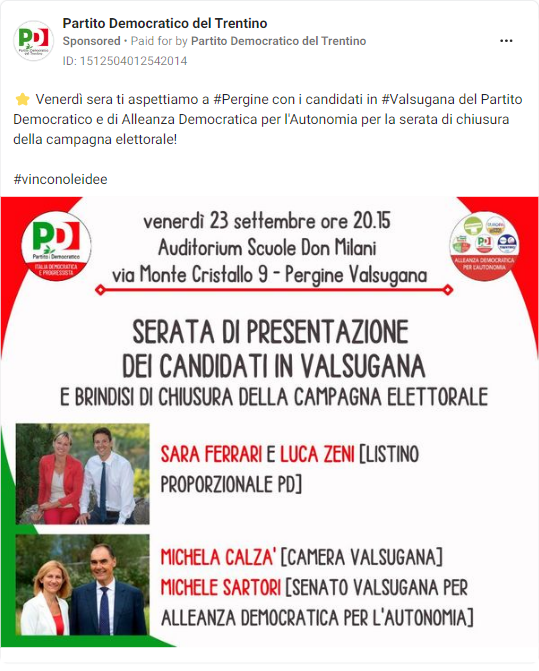 Partito Democratico del Trentino
Sponsored • Paid for by Partito Democratico del Trentino
ID: 1512504012542014
⭐ Venerdì sera ti aspettiamo a #Pergine con i candidati in #Valsugana del Partito
Democratico e di Alleanza Democratica per l'Autonomia per la serata di chiusura
della campagna elettorale!
#vinconoleidee
venerdì 23 settembre ore 20.15
Auditorium Scuole Don Milani
via Monte Cristallo 9 - Pergine Valsugana
PD
Partito Democratico
ITALIA DEMOCRATICA
E PROGRESSISTA
PD
ALLEANZA DEMOCRATICA
PER L'AUTONOMIA
SERATA DI PRESENTAZIONE
DEI CANDIDATI IN VALSUGANA
E BRINDISI DI CHIUSURA DELLA CAMPAGNA ELETTORALE
SARA FERRARI E LUCA ZENI [LISTINO
PROPORZIONALE PD]
MICHELA CALZA' [CAMERA VALSUGANA]
MICHELE SARTORI [SENATO VALSUGANA PER
ALLEANZA DEMOCRATICA PER L'AUTONOMIA]